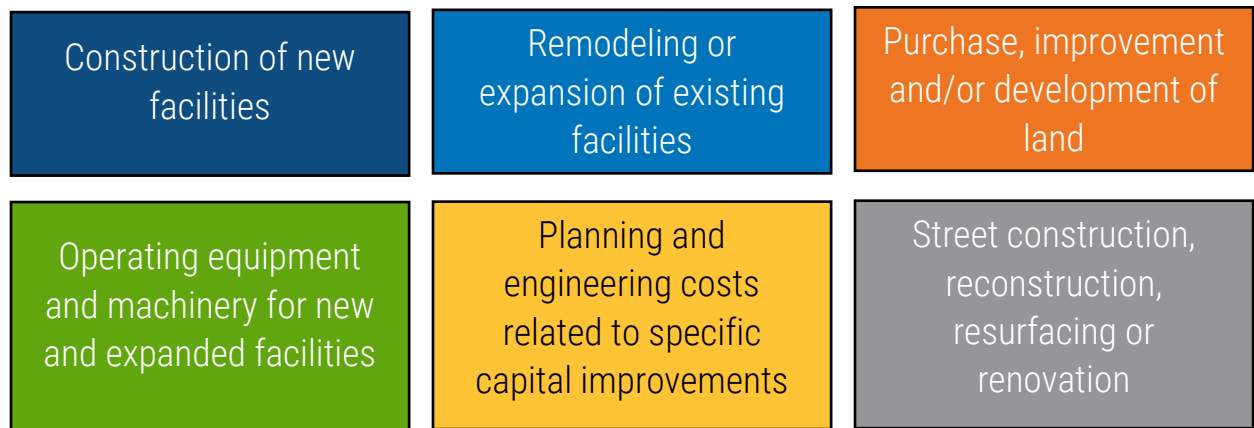 Construction of new
facilities
Remodeling or
expansion of existing
facilities
Purchase, improvement
and/or development of
land
Operating equipment
and machinery for new
and expanded facilities
Planning and
engineering costs
related to specific
capital improvements
Street construction,
reconstruction,
resurfacing or
renovation